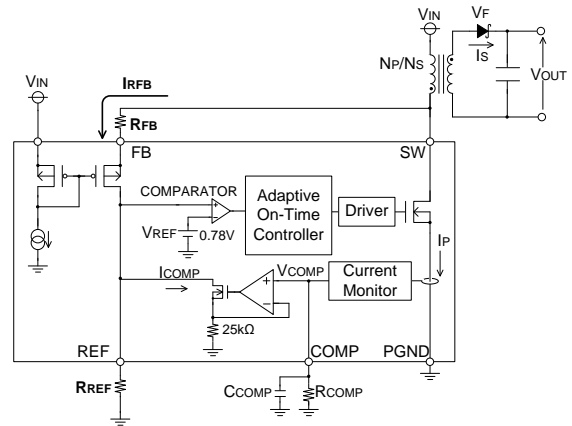 VIN
VF
IS
NP/NS
VOUT
VIN
IRFB
RFB
FB
SW
COMPARATOR
Adaptive
On-Time
Controller
Driver
VREF
0.78V
IP
ICOMP
VCOMP
Current
Monitor
25kΩ
REF
COMP
PGND
RREF
CCOMP
RCOMP